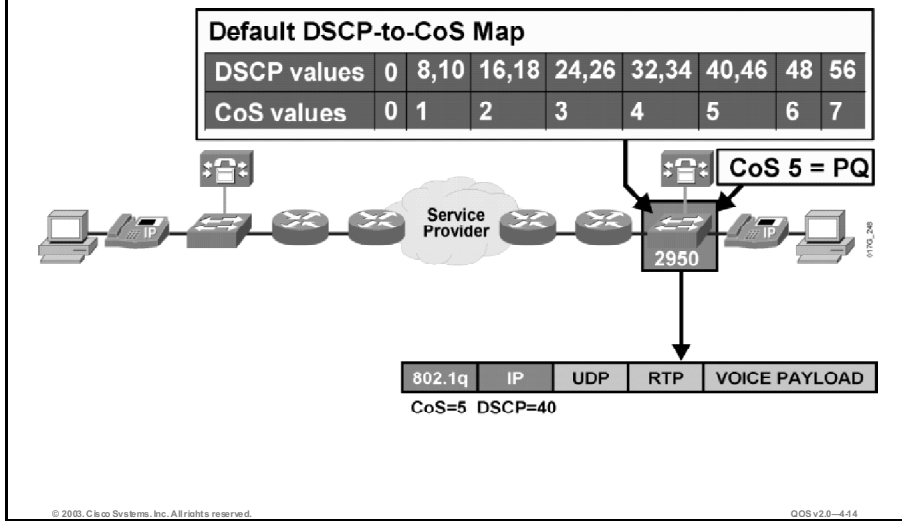 Default DSCP-to-CoS Map
DSCP values 0 8,10 16,18 24,26 32,34 40,46 48 56
CoS values 0 1 2 3 4 5 6 7
CoS 5 = PQ
IP
Service
Provider
IP
2950
017G_249
802.1q IP UDP RTP VOICE PAYLOAD
CoS=5 DSCP=40
© 2003. Cisco Systems. Inc. All rights reserved.
QOS v2.0—4-14